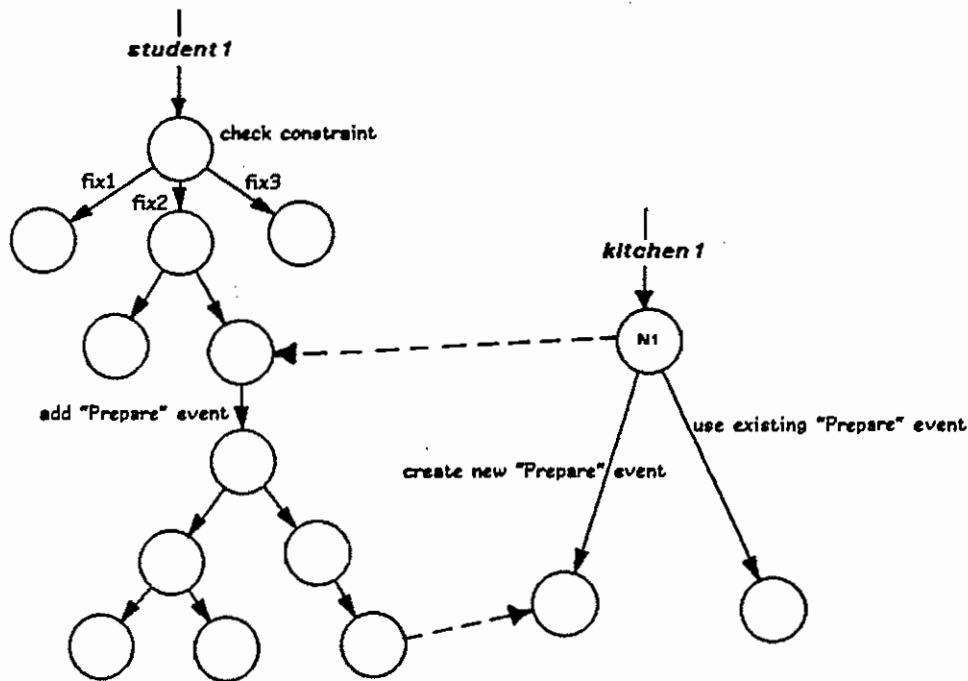 student 1
check constraint
fix1
fix3
fix2
kitchen 1
N1
add "Prepare" event
use existing "Prepare" event
create new "Prepare" event